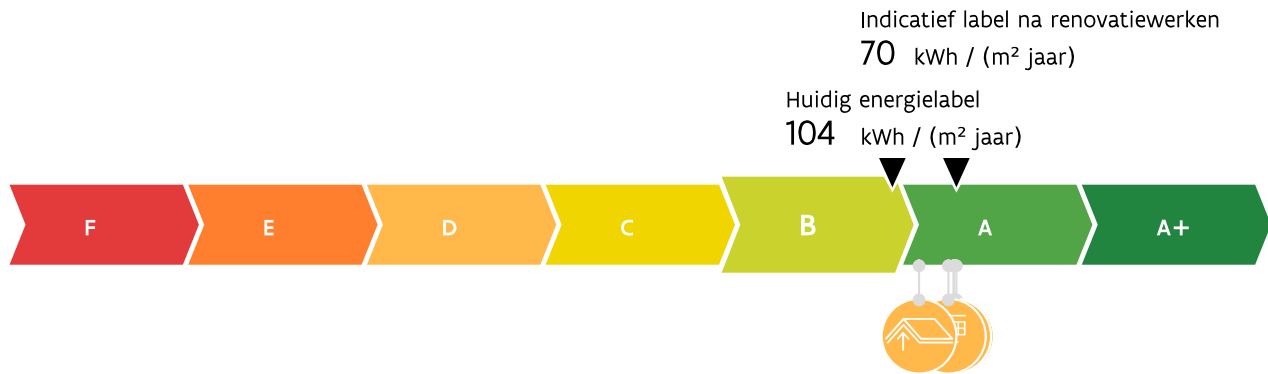 Indicatief label na renovatiewerken
70 kWh / (m² jaar)
Huidig energielabel
104 kWh / (m² jaar)
F E D C B A A+